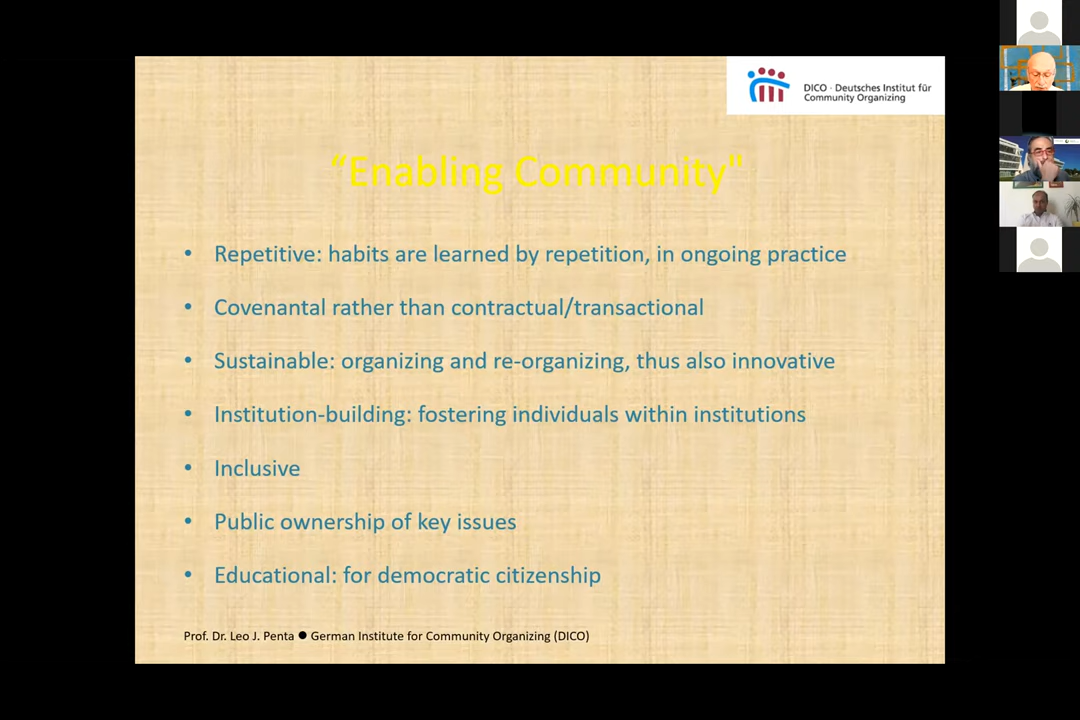 DICO · Deutsches Institut für
Community Organizing
“Enabling Community"
• Repetitive: habits are learned by repetition, in ongoing practice
• Covenantal rather than contractual/transactional
• Sustainable: organizing and re-organizing, thus also innovative
• Institution-building: fostering individuals within institutions
• Inclusive
• Public ownership of key issues
• Educational: for democratic citizenship
Prof. Dr. Leo J. Penta ● German Institute for Community Organizing (DICO)